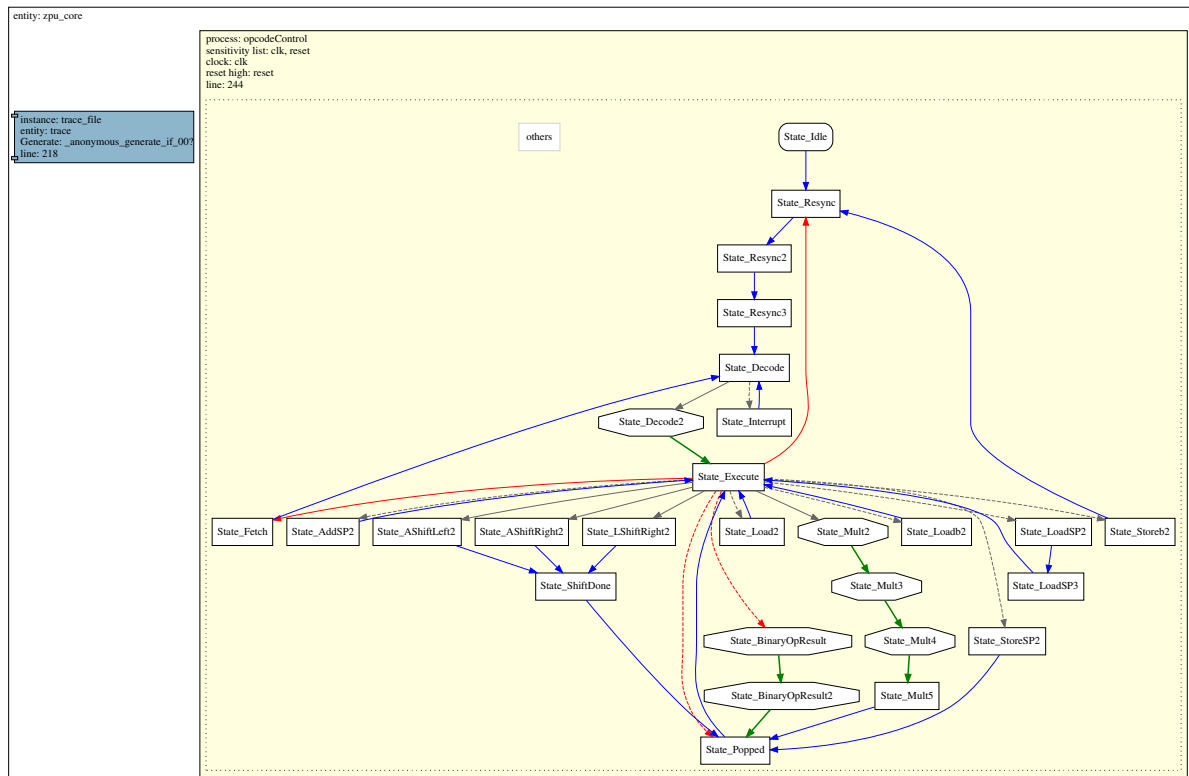 entity: zpu_core
process: opcodeControl
sensitivity list: clk, reset
clock: clk
reset high: reset
line: 244
instance: trace_file
entity: trace
Generate: _anonymous_generate_if_00?
line: 218
others
State_Idle
State_Resync
State_Resync2
State_Resync3
State_Decode
State_Decode2
State_Interrupt
State_Execute
State_Fetch
State_AddSP2
State_AShiftLeft2
State_AShiftRight2
State_LShiftRight2
State_Load2
State_Mult2
State_Loadb2
State_LoadSP2
State_Storeb2
State_ShiftDone
State_Mult3
State_LoadSP3
State_BinaryOpResult
State_Mult4
State_StoreSP2
State_BinaryOpResult2
State_Mult5
State_Popped